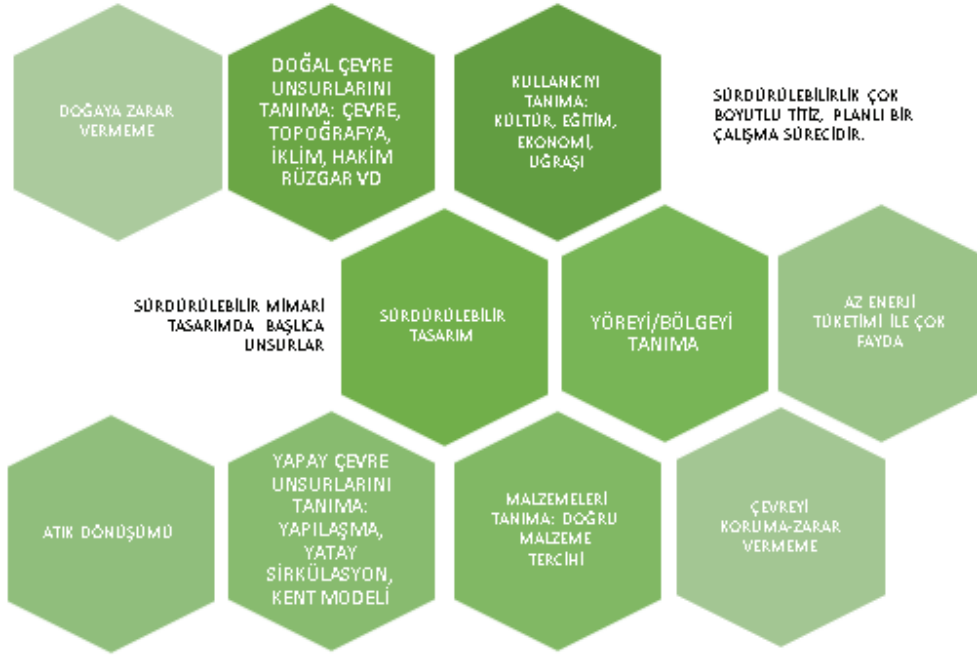 DOĞAYA ZARAR
VERMEME
DOĞAL ÇEVRE
UNSURLARINI
TANIMA: ÇEVRE,
TOPOĞRAFYA,
İKLİM, HAKİM
RÜZGAR VD
KULLANICIYI
TANIMA:
KÜLTÜR, EĞİTİM,
EKONOMİ,
UĞRAŞI
SÜRDÜRÜLEBİLİRLİK ÇOK
BOYUTLU TİTİZ, PLANLI BİR
ÇALIŞMA SÜRECİDİR.
SÜRDÜRÜLEBİLİR MİMARİ
TASARIMDA BAŞLICA
UNSURLAR
SÜRDÜRÜLEBİLİR
TASARIM
YÖREYİ/BÖLGEYİ
TANIMA
AZ ENERJİ
TÜKETİMİ İLE ÇOK
FAYDA
ATIK DÖNÜŞÜMÜ
YAPAY ÇEVRE
UNSURLARINI
TANIMA:
YAPILAŞMA,
YATAY
SİRKÜLASYON,
KENT MODELİ
MALZEMELERİ
TANIMA: DOĞRU
MALZEME
TERCİHİ
ÇEVREYİ
KORUMA-ZARAR
VERMEME